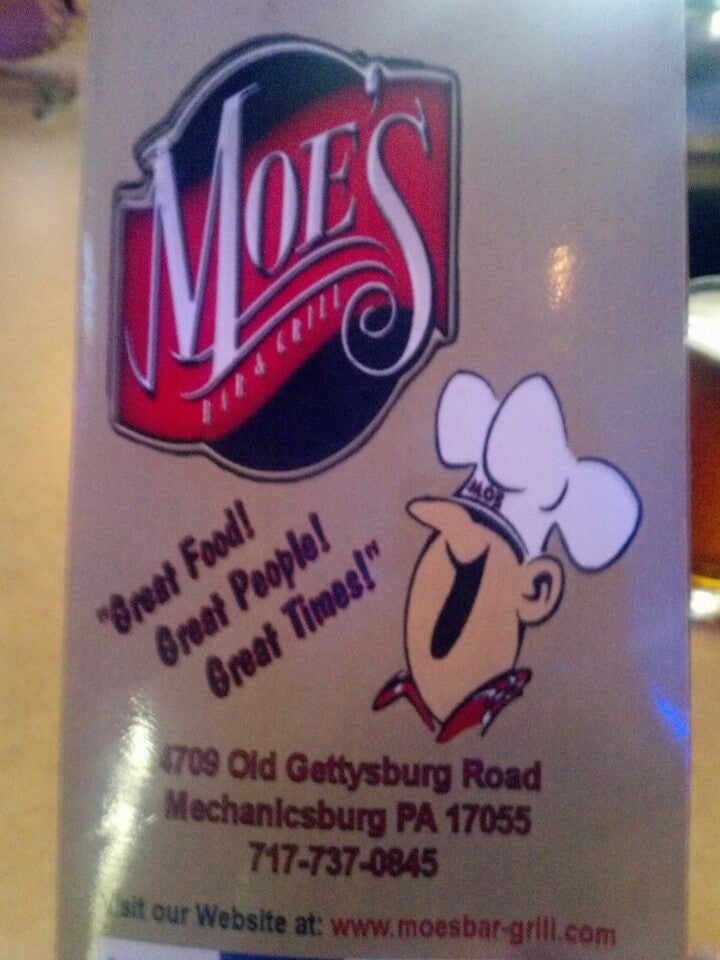 MOE'S
BAR & GRILL
MOE
"Great Food!
Great People!
Great Times!"
4709 Old Gettysburg Road
Mechanicsburg PA 17055
717-737-0845
Visit our Website at: www.moesbar-grill.com